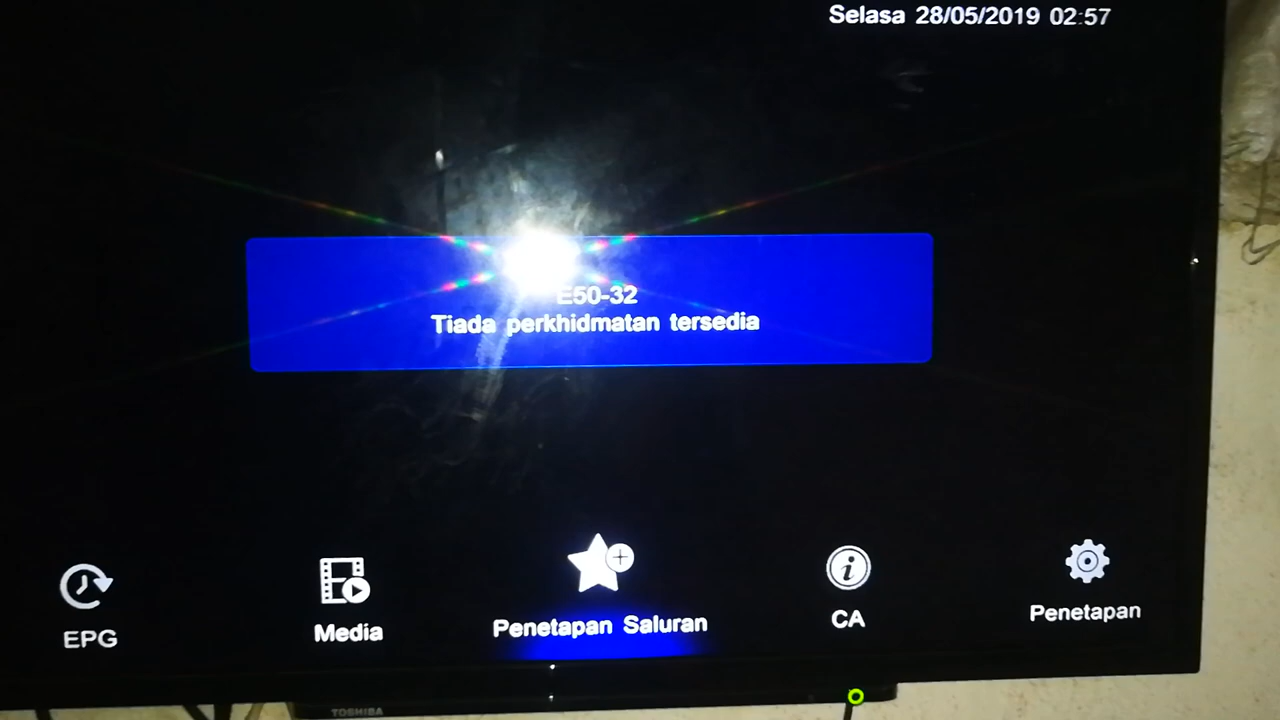 Selasa 28/05/2019 02:57
E50-32
Tiada perkhidmatan tersedia
EPG
Media
Penetapan Saluran
CA
Penetapan
TOSHIBA